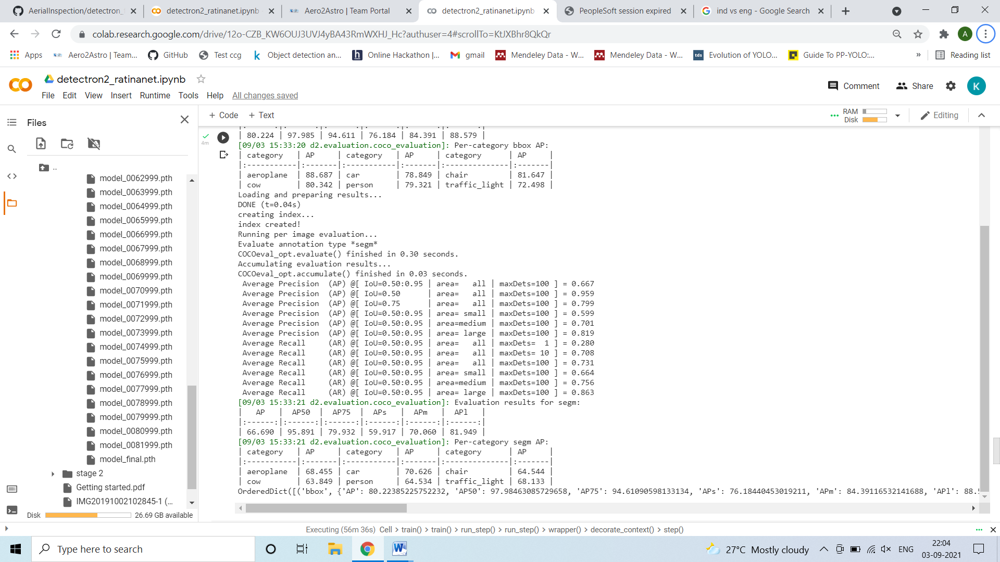 AerialInspection/detectron_
detectron2_ratinanet.ipynb
Aero2Astro | Team Portal
detectron2_ratinanet.ipynb
PeopleSoft session expired
ind vs eng - Google Search
colab.research.google.com/drive/12o-CZB_KW6OUJ3UVJ4yBA43RmWXHJ_Hc?authuser=4#scrollTo=KtJXBhr8QkQr
A
Apps
Aero2Astro | Team...
GitHub
Test ccg
Object detection an...
Online Hackathon |...
gmail
Mendeley Data - W...
Mendeley Data - W...
tds
Evolution of YOLO...
Guide To PP-YOLO:...
»
Reading list
detectron2_ratinanet.ipynb
Comment
Share
K
File Edit View Insert Runtime Tools Help All changes saved
Files
+ Code + Text
RAM
Disk
Editing
..
model_0062999.pth
model_0063999.pth
model_0064999.pth
model_0065999.pth
model_0066999.pth
model_0067999.pth
model_0068999.pth
model_0069999.pth
model_0070999.pth
model_0071999.pth
model_0072999.pth
model_0073999.pth
model_0074999.pth
model_0075999.pth
model_0076999.pth
model_0077999.pth
model_0078999.pth
model_0079999.pth
model_0080999.pth
model_0081999.pth
model_final.pth
stage 2
Getting started.pdf
IMG20191002102845-1 (...
Disk 26.69 GB available
4m
| 80.224 | 97.985 | 94.611 | 76.184 | 84.391 | 88.579 |
[09/03 15:33:20 d2.evaluation.coco_evaluation]: Per-category bbox AP:
| category | AP | category | AP | category | AP |
|:-----------|:-------|:-----------|:-------|:--------------|:-------|
| aeroplane | 88.687 | car | 78.849 | chair | 81.647 |
| cow | 80.342 | person | 79.321 | traffic_light | 72.498 |
Loading and preparing results...
DONE (t=0.04s)
creating index...
index created!
Running per image evaluation...
Evaluate annotation type *segm*
COCOeval_opt.evaluate() finished in 0.30 seconds.
Accumulating evaluation results...
COCOeval_opt.accumulate() finished in 0.03 seconds.
Average Precision (AP) @[ IoU=0.50:0.95 | area= all | maxDets=100 ] = 0.667
Average Precision (AP) @[ IoU=0.50 | area= all | maxDets=100 ] = 0.959
Average Precision (AP) @[ IoU=0.75 | area= all | maxDets=100 ] = 0.799
Average Precision (AP) @[ IoU=0.50:0.95 | area= small | maxDets=100 ] = 0.599
Average Precision (AP) @[ IoU=0.50:0.95 | area=medium | maxDets=100 ] = 0.701
Average Precision (AP) @[ IoU=0.50:0.95 | area= large | maxDets=100 ] = 0.819
Average Recall (AR) @[ IoU=0.50:0.95 | area= all | maxDets= 1 ] = 0.280
Average Recall (AR) @[ IoU=0.50:0.95 | area= all | maxDets= 10 ] = 0.708
Average Recall (AR) @[ IoU=0.50:0.95 | area= all | maxDets=100 ] = 0.731
Average Recall (AR) @[ IoU=0.50:0.95 | area= small | maxDets=100 ] = 0.664
Average Recall (AR) @[ IoU=0.50:0.95 | area=medium | maxDets=100 ] = 0.756
Average Recall (AR) @[ IoU=0.50:0.95 | area= large | maxDets=100 ] = 0.863
[09/03 15:33:21 d2.evaluation.coco_evaluation]: Evaluation results for segm:
| AP | AP50 | AP75 | APs | APm | APl |
|:------:|:------:|:------:|:------:|:------:|:------:|
| 66.690 | 95.891 | 79.932 | 59.917 | 70.060 | 81.949 |
[09/03 15:33:21 d2.evaluation.coco_evaluation]: Per-category segm AP:
| category | AP | category | AP | category | AP |
|:-----------|:-------|:-----------|:-------|:--------------|:-------|
| aeroplane | 68.455 | car | 70.626 | chair | 64.544 |
| cow | 63.849 | person | 64.534 | traffic_light | 68.133 |
OrderedDict([('bbox', {'AP': 80.22385225752232, 'AP50': 97.98463085729658, 'AP75': 94.61090598133134, 'APs': 76.18440453019211, 'APm': 84.39116532141688, 'APl': 88.5
Executing (56m 36s) Cell > train() > train() > run_step() > run_step() > wrapper() > decorate_context() > step()
Type here to search
27°C Mostly cloudy
ENG
22:04
03-09-2021